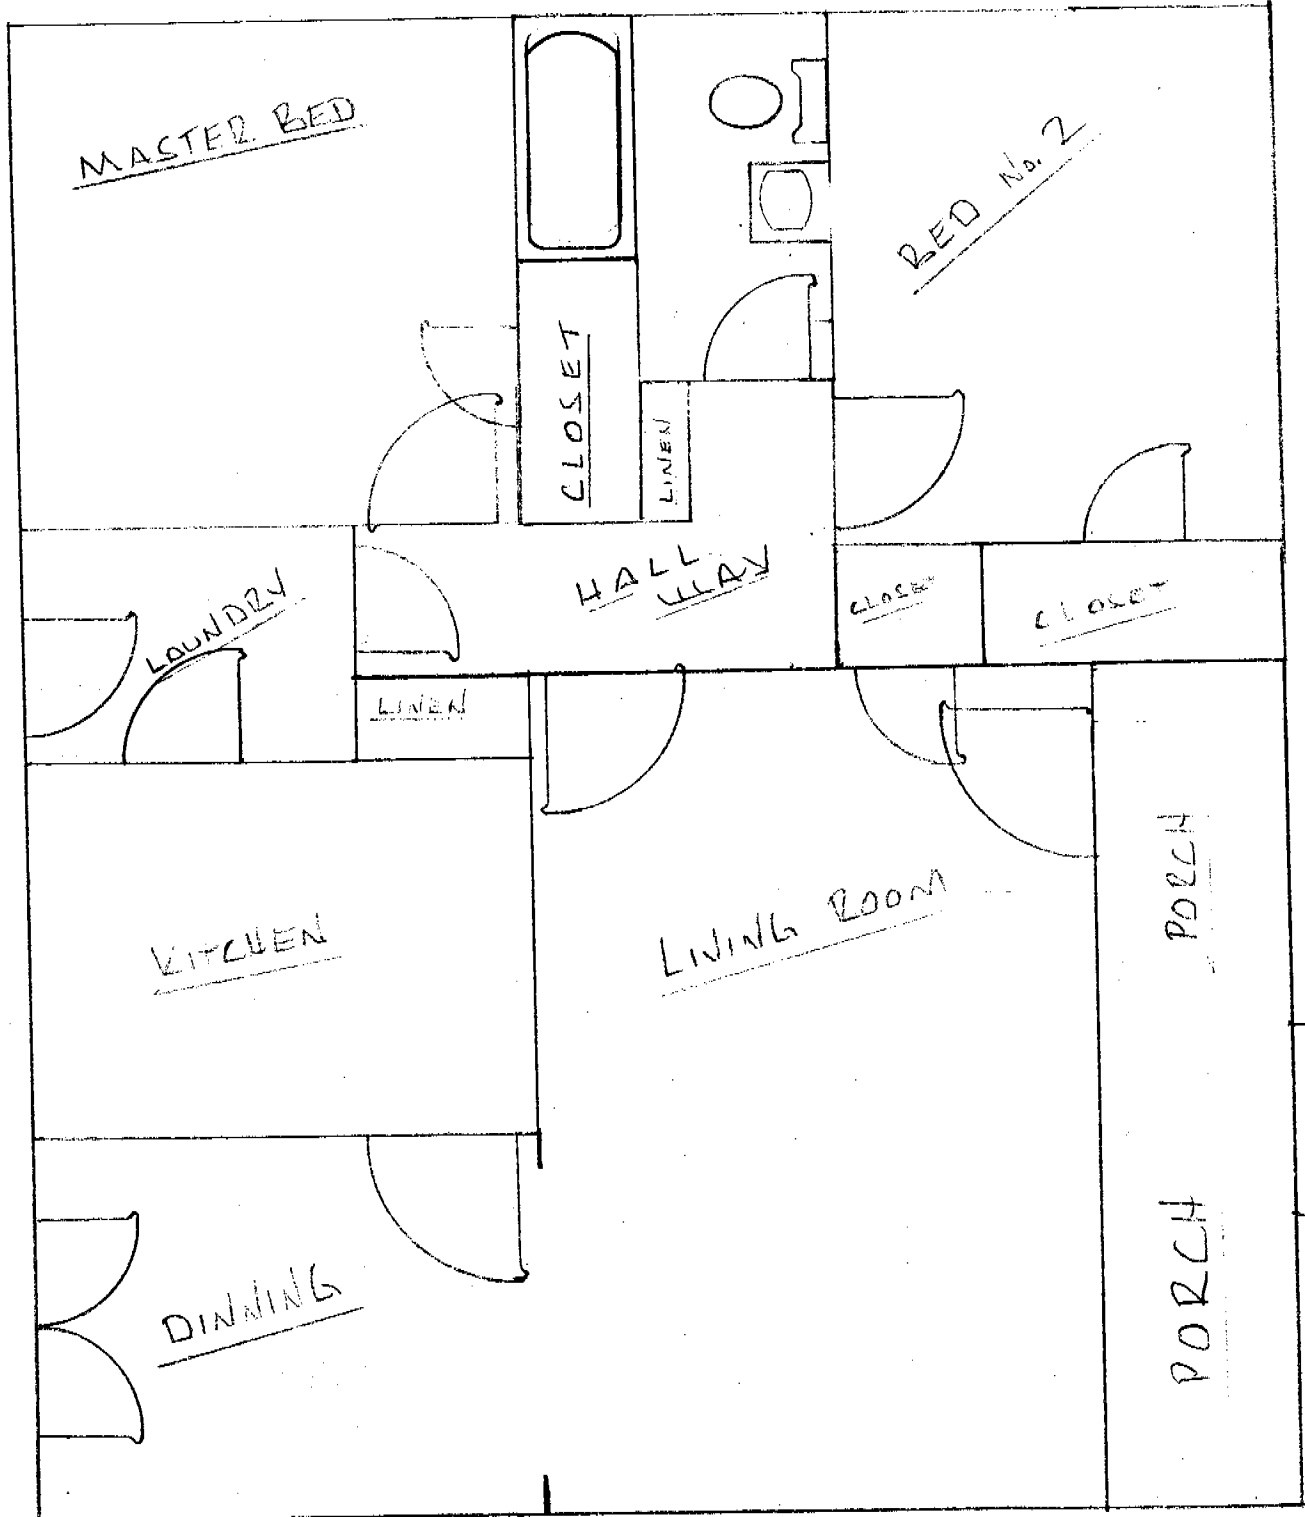 MASTER BED
BED No. 2
CLOSET
LINEN
HALL
WAY
CLOSET
CLOSET
LAUNDRY
LINEN
KITCHEN
LIVING ROOM
PORCH
DINNING
PORCH